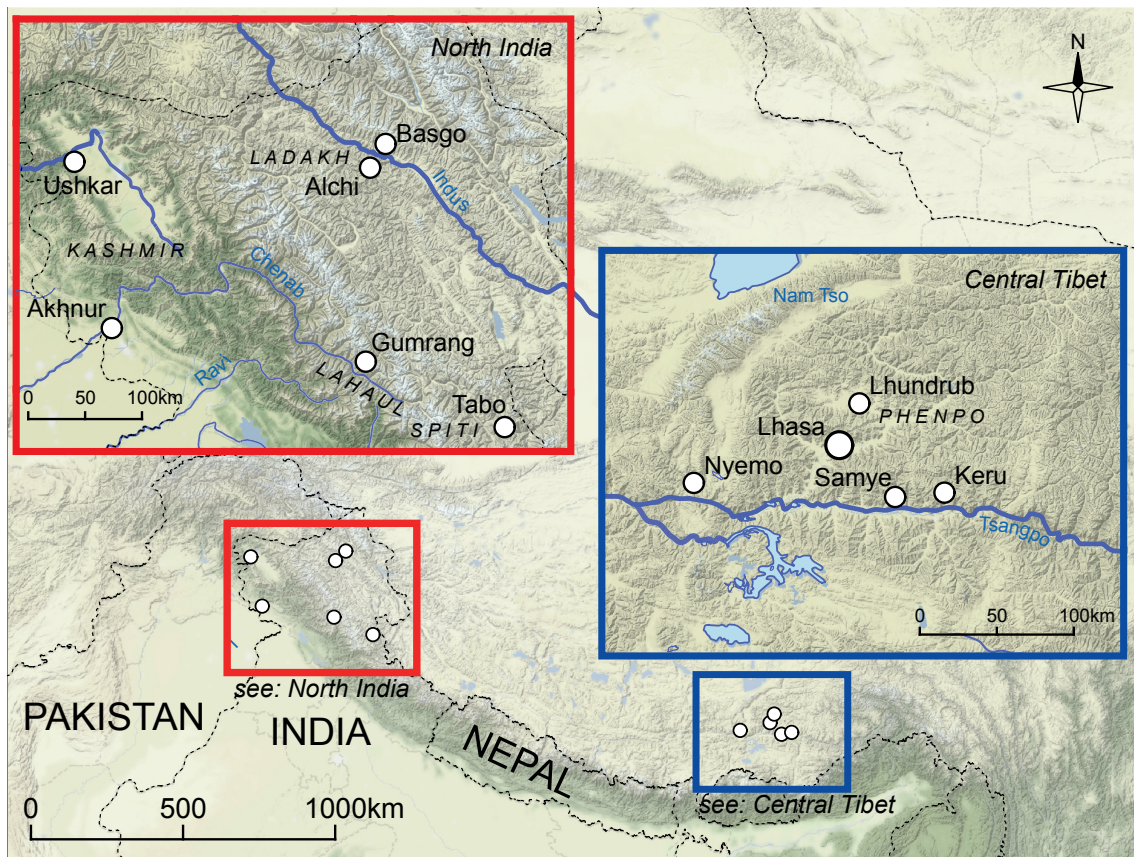 North India
N
Basgo
LADAKH
Alchi
Ushkar
Indus
KASHMIR
Chenab
Akhnur
Gumrang
Ravi
LAHAUL
Tabo
SPITI
0 50 100km
Central Tibet
Nam Tso
Lhundrub
PHENPO
Lhasa
Nyemo
Samye
Keru
Tsangpo
0 50 100km
see: North India
PAKISTAN
INDIA
NEPAL
see: Central Tibet
0 500 1000km